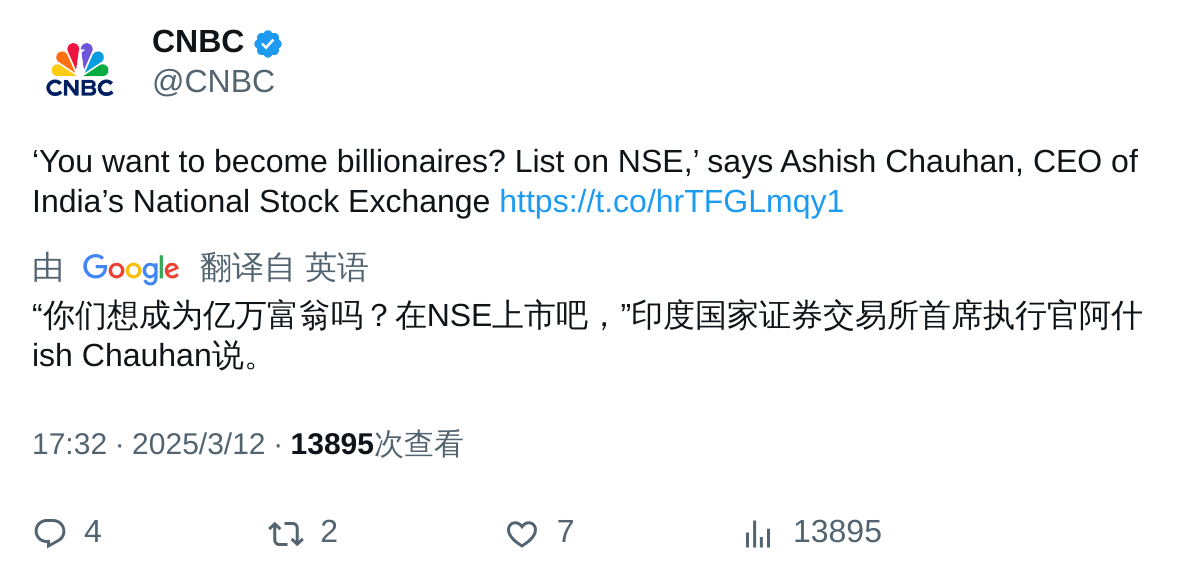 CNBC
CNBC
@CNBC
‘You want to become billionaires? List on NSE,’ says Ashish Chauhan, CEO of
India’s National Stock Exchange https://t.co/hrTFGLmqy1
由 Google 翻译自 英语
“你们想成为亿万富翁吗？在NSE上市吧，”印度国家证券交易所首席执行官阿什
ish Chauhan说。
17:32 · 2025/3/12 · 13895次查看
4 2 7 13895